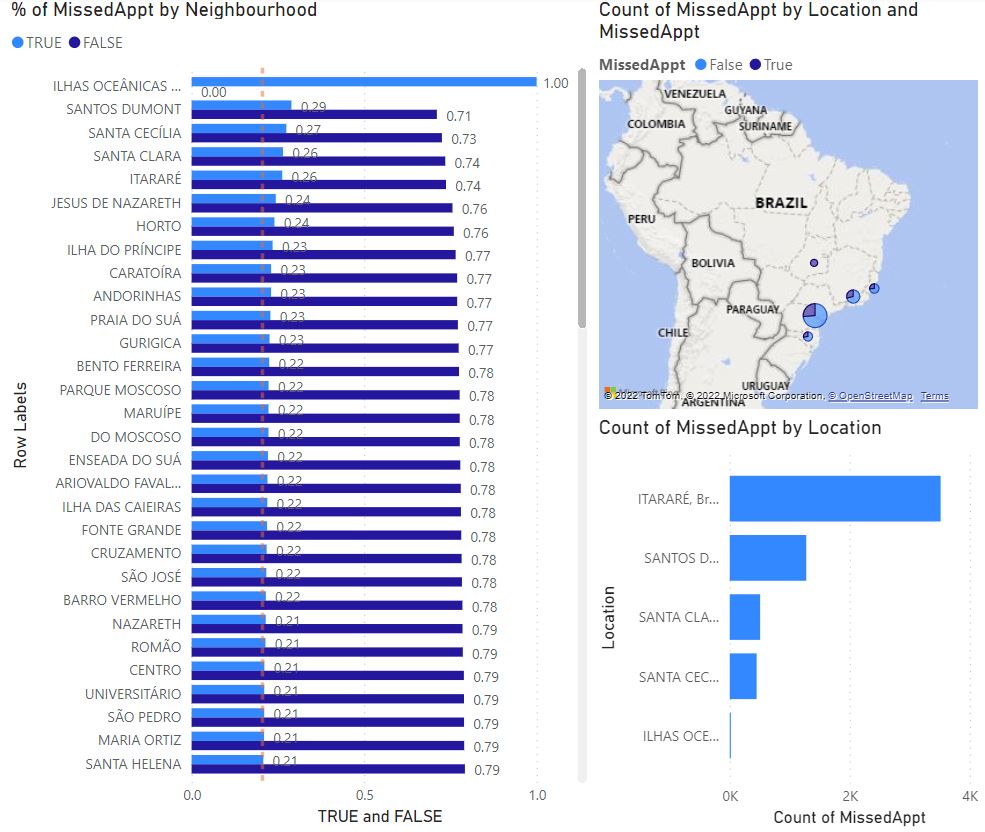 % of MissedAppt by Neighbourhood
TRUE FALSE
Row Labels
ILHAS OCEÂNICAS ... 1.00
0.00
SANTOS DUMONT 0.29 0.71
SANTA CECÍLIA 0.27 0.73
SANTA CLARA 0.26 0.74
ITARARÉ 0.26 0.74
JESUS DE NAZARETH 0.24 0.76
HORTO 0.24 0.76
ILHA DO PRÍNCIPE 0.23 0.77
CARATOÍRA 0.23 0.77
ANDORINHAS 0.23 0.77
PRAIA DO SUÁ 0.23 0.77
GURIGICA 0.23 0.77
BENTO FERREIRA 0.22 0.78
PARQUE MOSCOSO 0.22 0.78
MARUÍPE 0.22 0.78
DO MOSCOSO 0.22 0.78
ENSEADA DO SUÁ 0.22 0.78
ARIOVALDO FAVAL... 0.22 0.78
ILHA DAS CAIEIRAS 0.22 0.78
FONTE GRANDE 0.22 0.78
CRUZAMENTO 0.22 0.78
SÃO JOSÉ 0.22 0.78
BARRO VERMELHO 0.22 0.78
NAZARETH 0.21 0.79
ROMÃO 0.21 0.79
CENTRO 0.21 0.79
UNIVERSITÁRIO 0.21 0.79
SÃO PEDRO 0.21 0.79
MARIA ORTIZ 0.21 0.79
SANTA HELENA 0.21 0.79
0.0 0.5 1.0
TRUE and FALSE
Count of MissedAppt by Location and
MissedAppt
MissedAppt False True
VENEZUELA
GUYANA
COLOMBIA
SURINAME
BRAZIL
PERU
BOLIVIA
PARAGUAY
CHILE
URUGUAY
ARGENTINA
© 2022 TomTom, © 2022 Microsoft Corporation, © OpenStreetMap Terms
Count of MissedAppt by Location
Location
ITARARÉ, Br...
SANTOS D...
SANTA CLA...
SANTA CEC...
ILHAS OCE...
0K 2K 4K
Count of MissedAppt